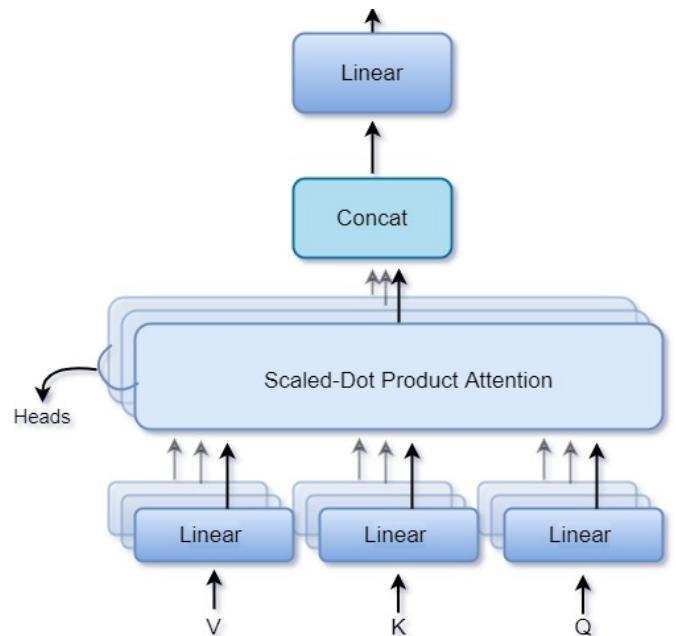 Linear
Concat
Scaled-Dot Product Attention
Heads
Linear
Linear
Linear
V
K
Q